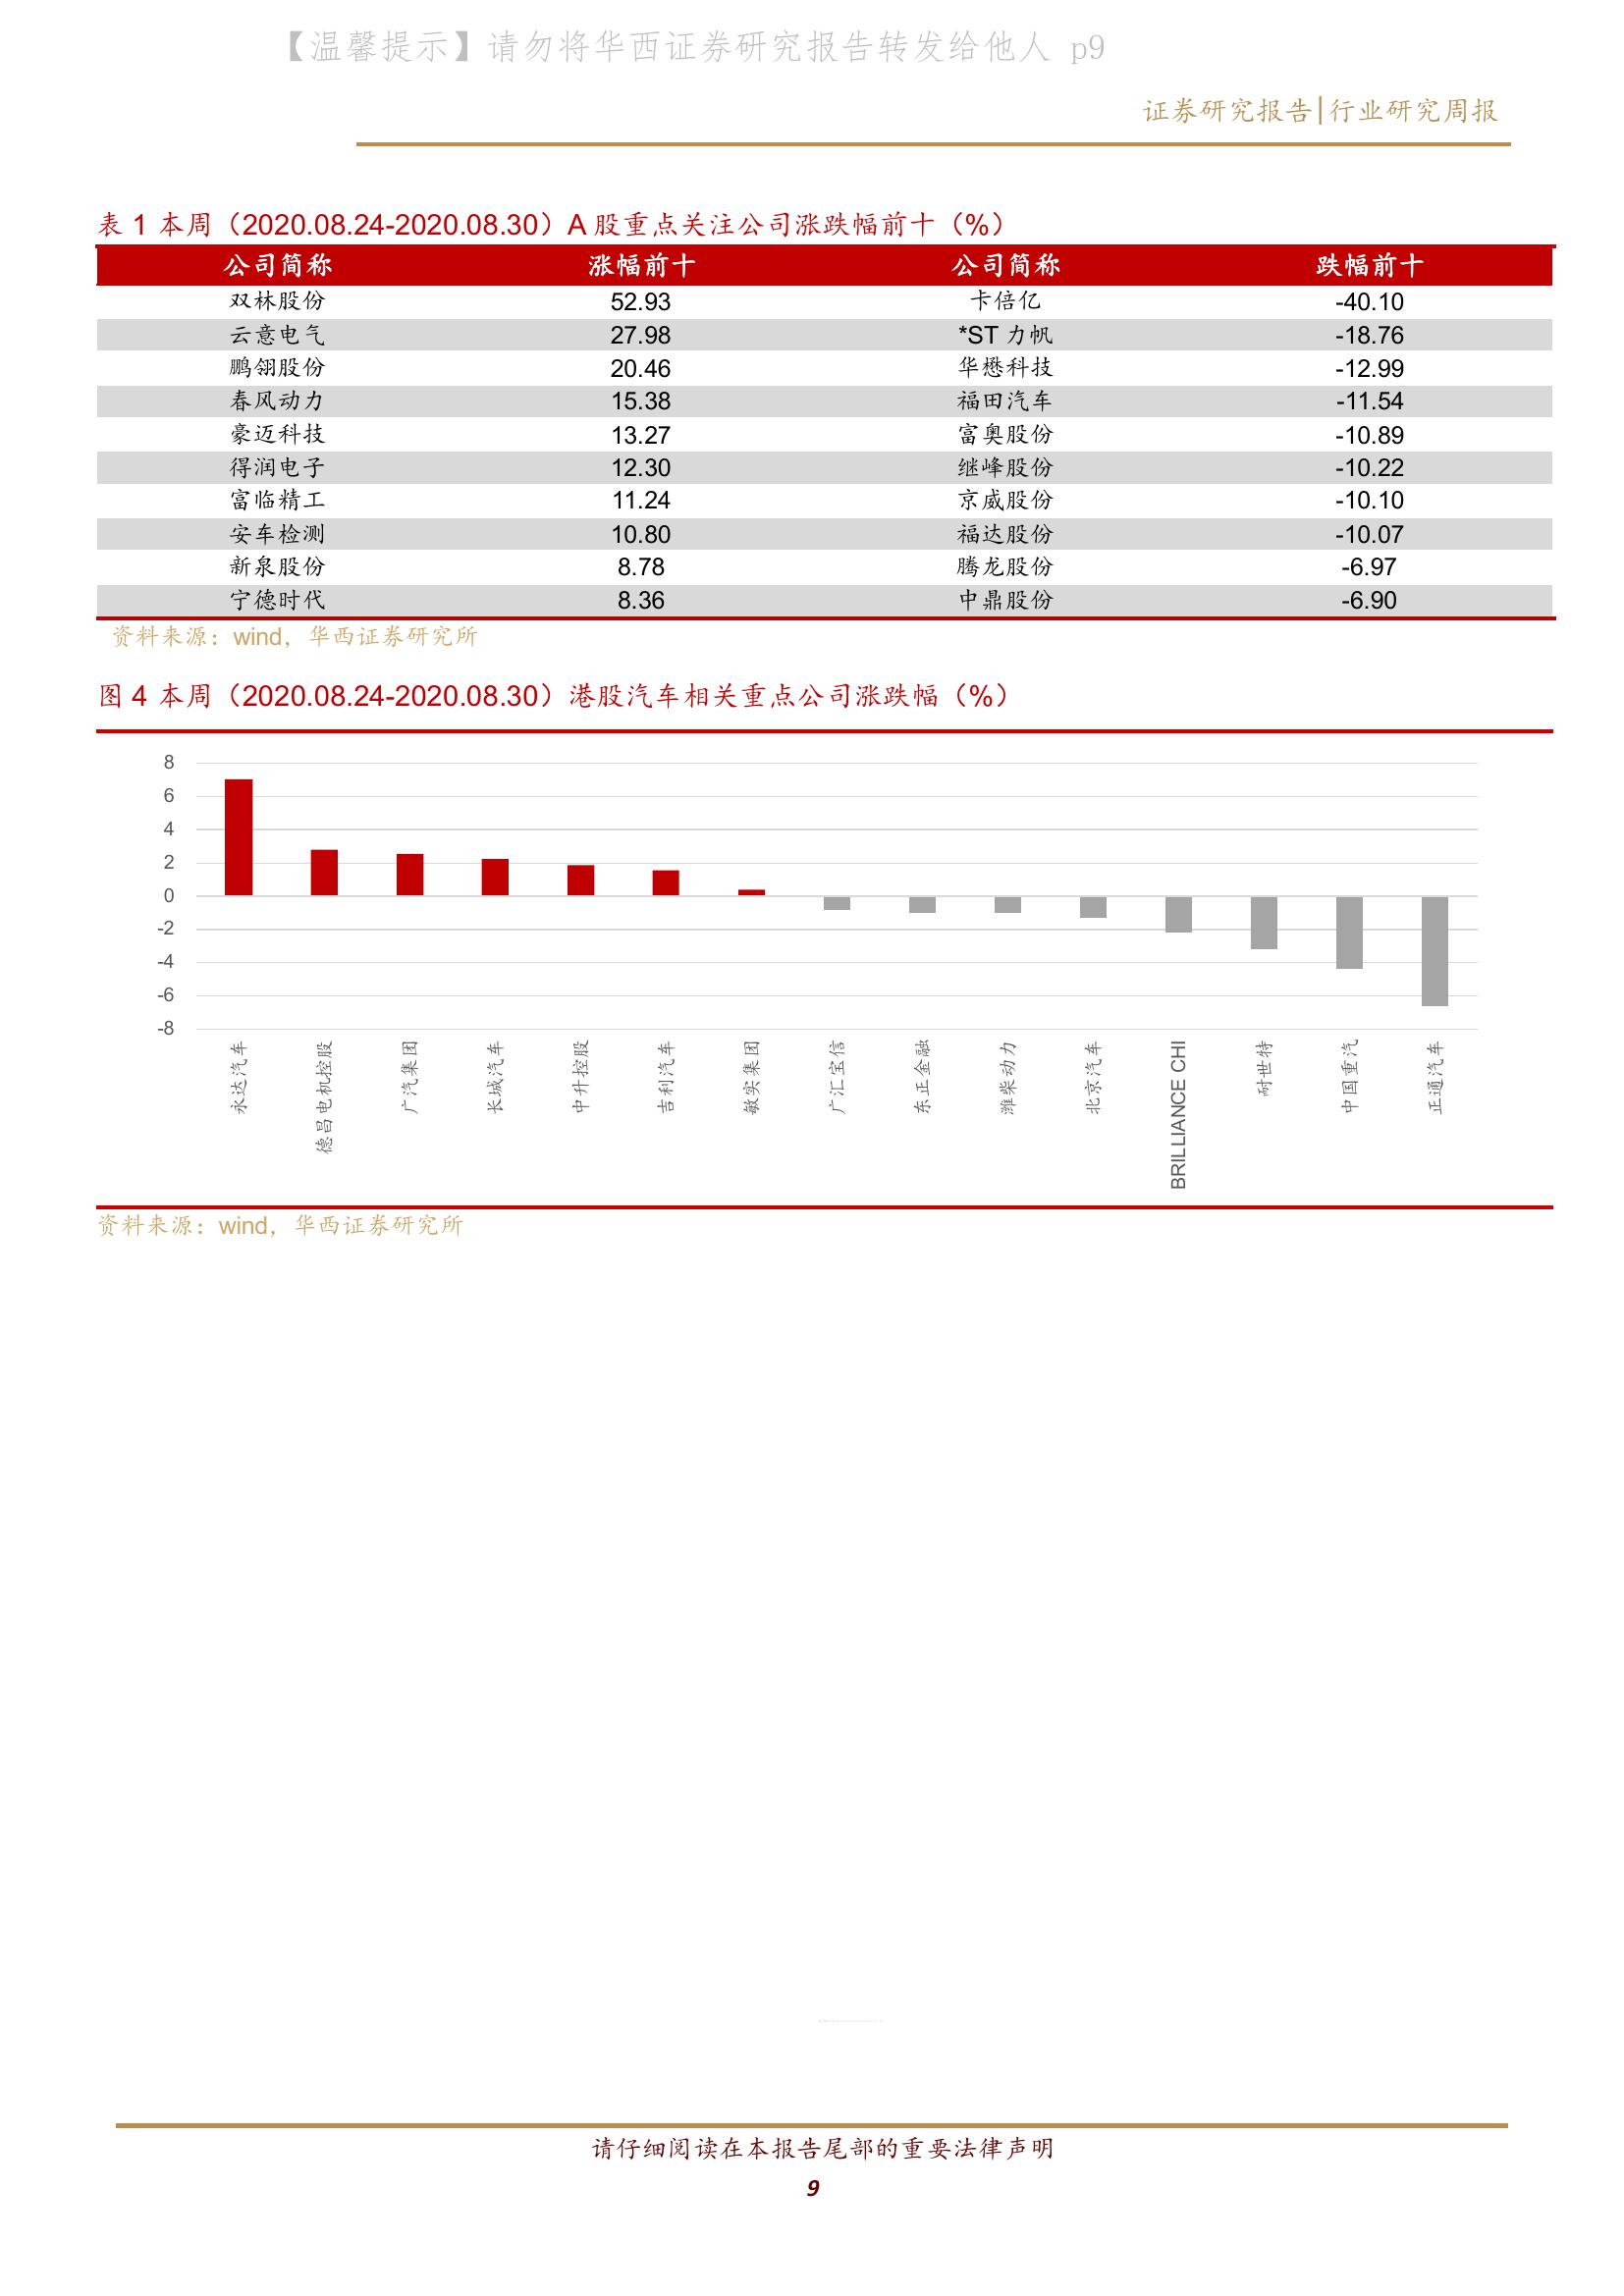 【温馨提示】请勿将华西证券研究报告转发给他人 p9
证券研究报告|行业研究周报
表 1 本周（2020.08.24-2020.08.30）A 股重点关注公司涨跌幅前十（%）
公司简称 涨幅前十 公司简称 跌幅前十
双林股份 52.93 卡倍亿 -40.10
云意电气 27.98 *ST 力帆 -18.76
鹏翎股份 20.46 华懋科技 -12.99
春风动力 15.38 福田汽车 -11.54
豪迈科技 13.27 富奥股份 -10.89
得润电子 12.30 继峰股份 -10.22
富临精工 11.24 京威股份 -10.10
安车检测 10.80 福达股份 -10.07
新泉股份 8.78 腾龙股份 -6.97
宁德时代 8.36 中鼎股份 -6.90
资料来源：wind，华西证券研究所
图 4 本周（2020.08.24-2020.08.30）港股汽车相关重点公司涨跌幅（%）
8
6
4
2
0
-2
-4
-6
-8
永达汽车
德昌电机控股
广汽集团
长城汽车
中升控股
吉利汽车
敏实集团
广汇宝信
东正金融
潍柴动力
北京汽车
BRILLIANCE CHI
耐世特
中国重汽
正通汽车
资料来源：wind，华西证券研究所
请仔细阅读在本报告尾部的重要法律声明
9